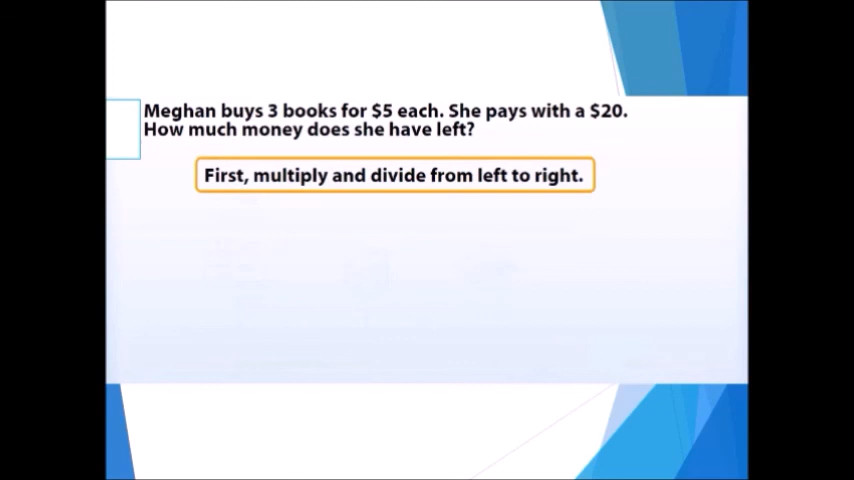 Meghan buys 3 books for $5 each. She pays with a $20.
How much money does she have left?
First, multiply and divide from left to right.